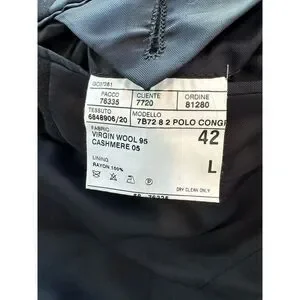 PACCO CLIENTE ORDINE
76335 7720 81280
TESSUTO MODELLO
6848906/20 7B72 8 2 POLO CONGR
FABRIC
VIRGIN WOOL 95
CASHMERE 05
42
LINING
RAYON 100%
L
DRY CLEAN ONLY